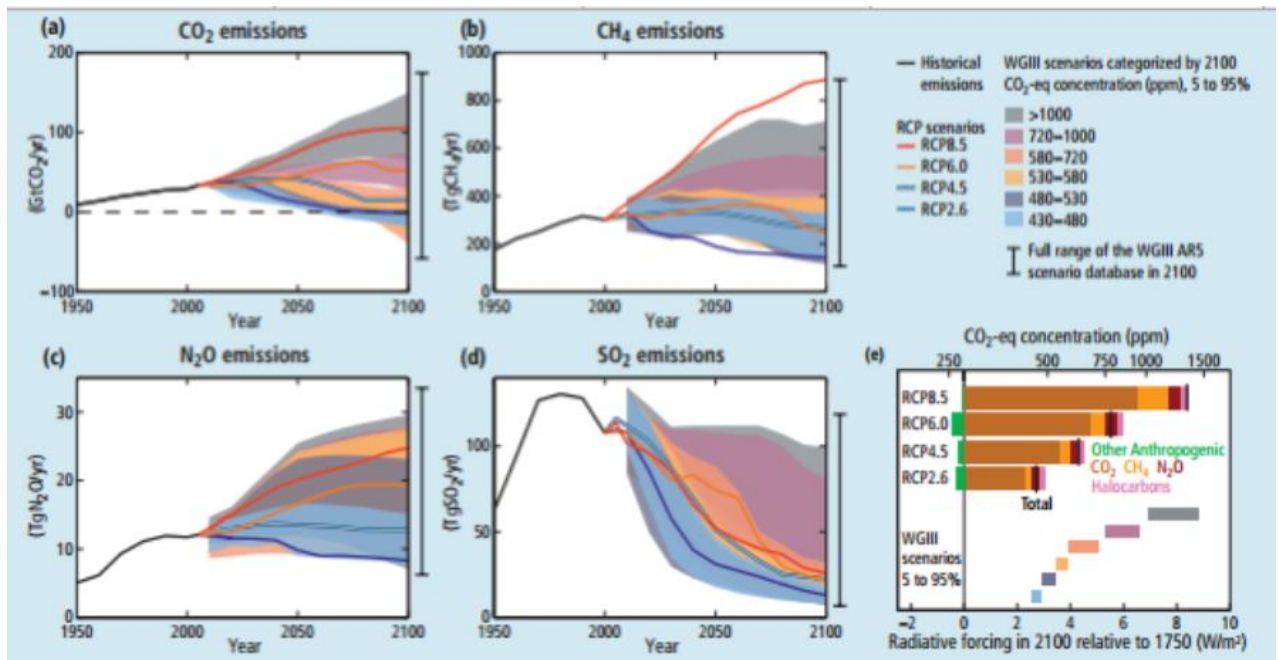 (a) CO₂ emissions
200
100
0
−100
(GtCO₂/yr)
1950 2000 2050 2100
Year
(b) CH₄ emissions
1000
800
600
400
200
0
(TgCH₄/yr)
1950 2000 2050 2100
Year
Historical
emissions
RCP scenarios
RCP8.5
RCP6.0
RCP4.5
RCP2.6
WGIII scenarios categorized by 2100
CO₂-eq concentration (ppm), 5 to 95%
>1000
720−1000
580−720
530−580
480−530
430−480
Full range of the WGIII AR5
scenario database in 2100
(c) N₂O emissions
30
20
10
0
(TgN₂O/yr)
1950 2000 2050 2100
Year
(d) SO₂ emissions
100
50
0
(TgSO₂/yr)
1950 2000 2050 2100
Year
CO₂-eq concentration (ppm)
(e) 250 500 750 1000 1500
RCP8.5
RCP6.0
RCP4.5
RCP2.6
Other Anthropogenic
CO₂ CH₄ N₂O
Halocarbons
Total
WGIII
scenarios
5 to 95%
−2 0 2 4 6 8 10
Radiative forcing in 2100 relative to 1750 (W/m²)